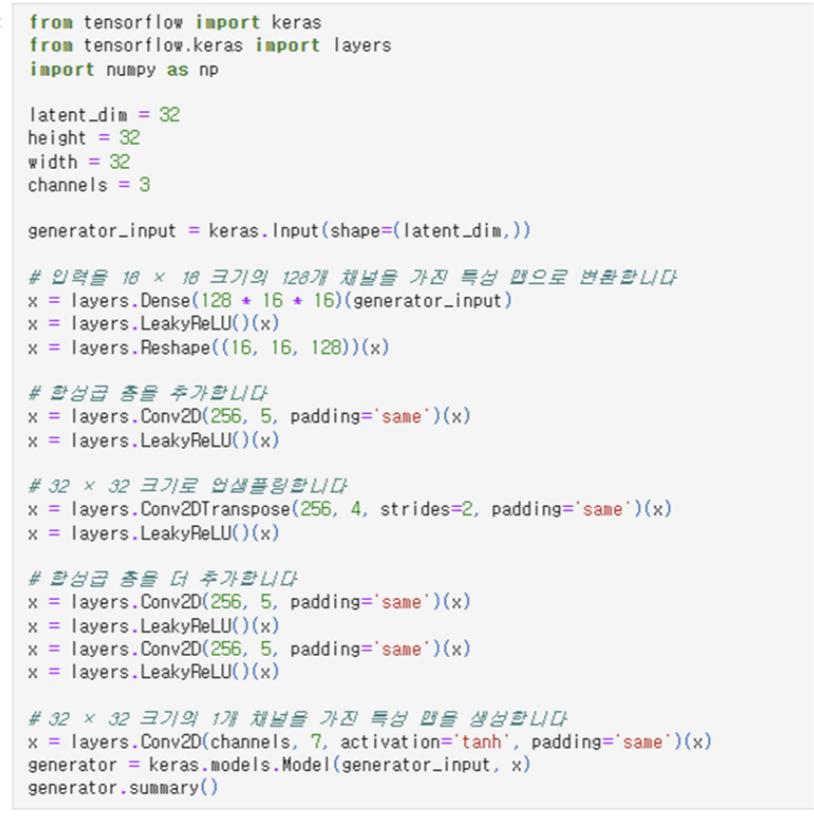 from tensorflow import keras
from tensorflow.keras import layers
import numpy as np
latent_dim = 32
height = 32
width = 32
channels = 3
generator_input = keras.Input(shape=(latent_dim,))
# 입력을 16 × 16 크기의 128개 채널을 가진 특성 맵으로 변환합니다
x = layers.Dense(128 * 16 * 16)(generator_input)
x = layers.LeakyReLU()(x)
x = layers.Reshape((16, 16, 128))(x)
# 합성곱 층을 추가합니다
x = layers.Conv2D(256, 5, padding='same')(x)
x = layers.LeakyReLU()(x)
# 32 × 32 크기로 업샘플링합니다
x = layers.Conv2DTranspose(256, 4, strides=2, padding='same')(x)
x = layers.LeakyReLU()(x)
# 합성곱 층을 더 추가합니다
x = layers.Conv2D(256, 5, padding='same')(x)
x = layers.LeakyReLU()(x)
x = layers.Conv2D(256, 5, padding='same')(x)
x = layers.LeakyReLU()(x)
# 32 × 32 크기의 1개 채널을 가진 특성 맵을 생성합니다
x = layers.Conv2D(channels, 7, activation='tanh', padding='same')(x)
generator = keras.models.Model(generator_input, x)
generator.summary()